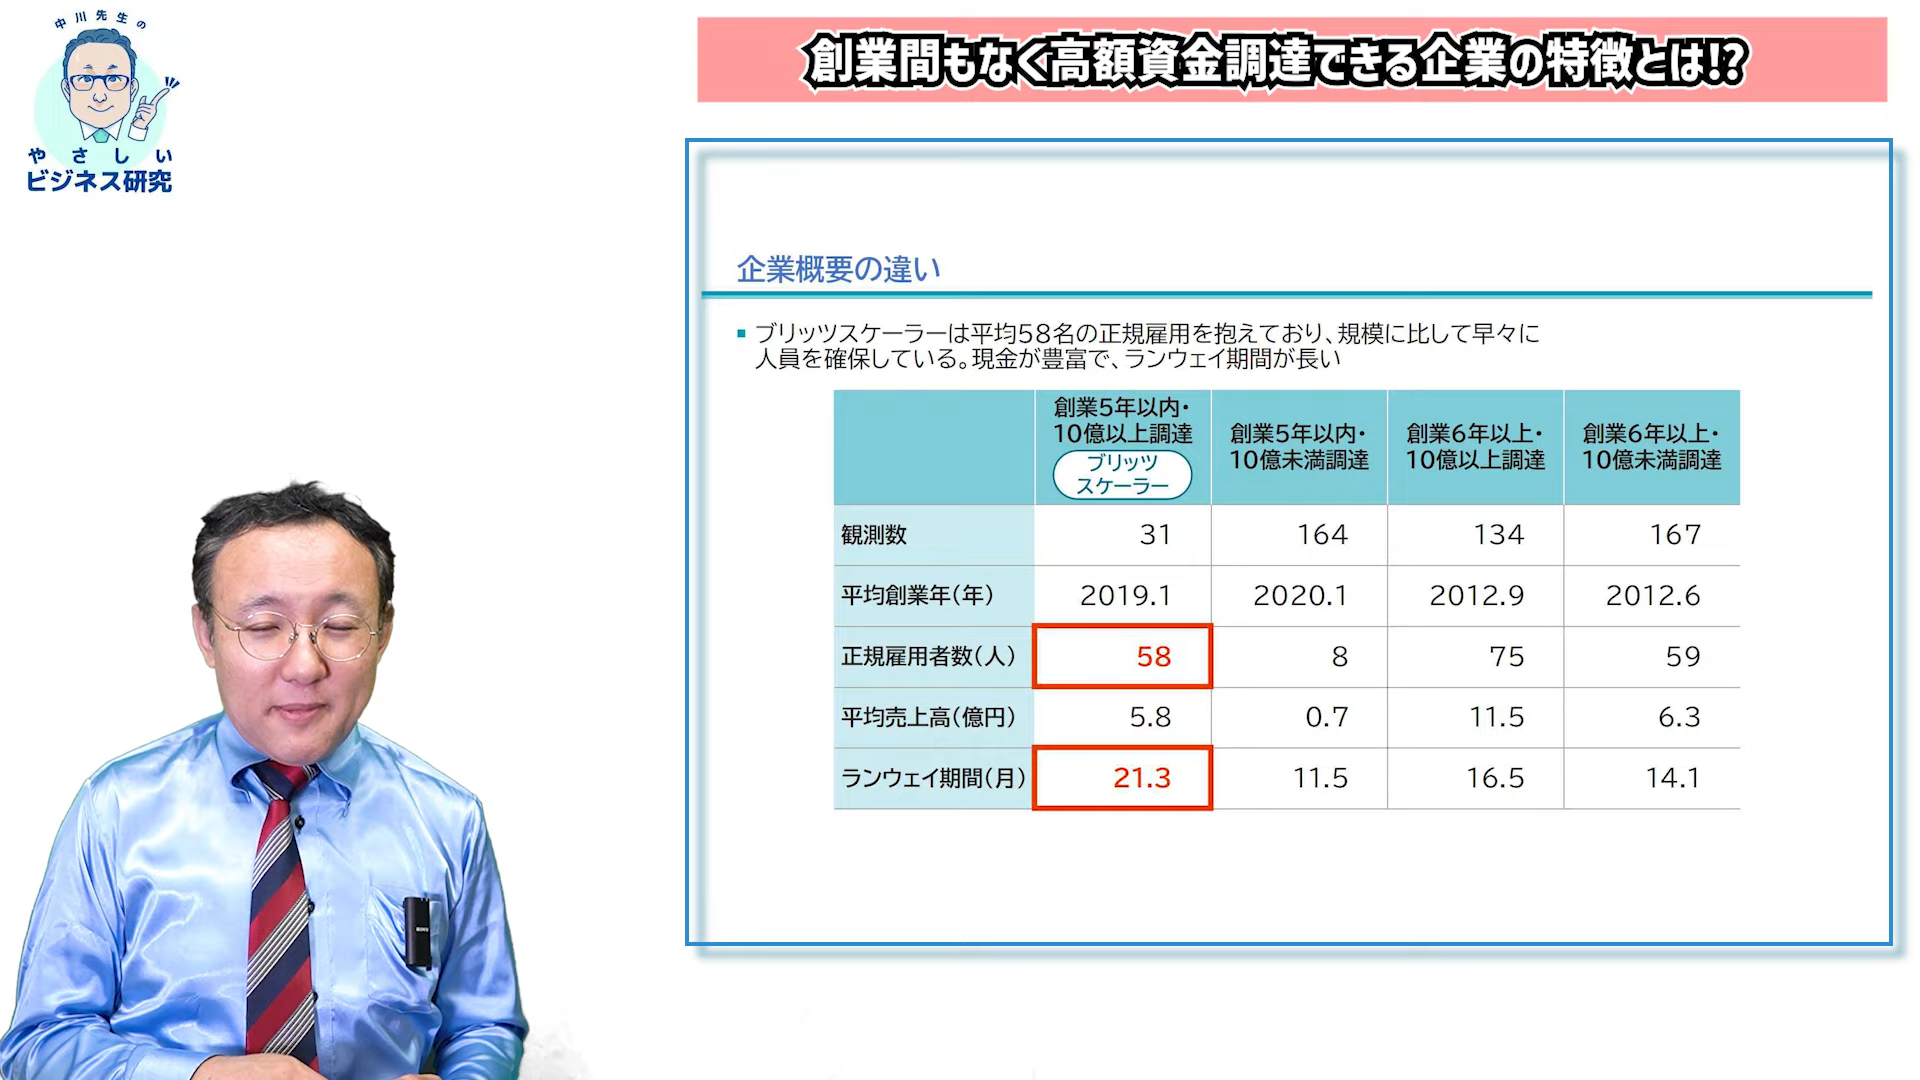 中川先生の
やさしい
ビジネス研究
創業間もなく高額資金調達できる企業の特徴とは!?
企業概要の違い
▪ ブリッツスケーラーは平均58名の正規雇用を抱えており、規模に比して早々に
人員を確保している。現金が豊富で、ランウェイ期間が長い
創業5年以内・
10億以上調達
ブリッツ
スケーラー
創業5年以内・
10億未満調達
創業6年以上・
10億以上調達
創業6年以上・
10億未満調達
観測数 31 164 134 167
平均創業年(年) 2019.1 2020.1 2012.9 2012.6
正規雇用者数(人) 58 8 75 59
平均売上高(億円) 5.8 0.7 11.5 6.3
ランウェイ期間(月) 21.3 11.5 16.5 14.1